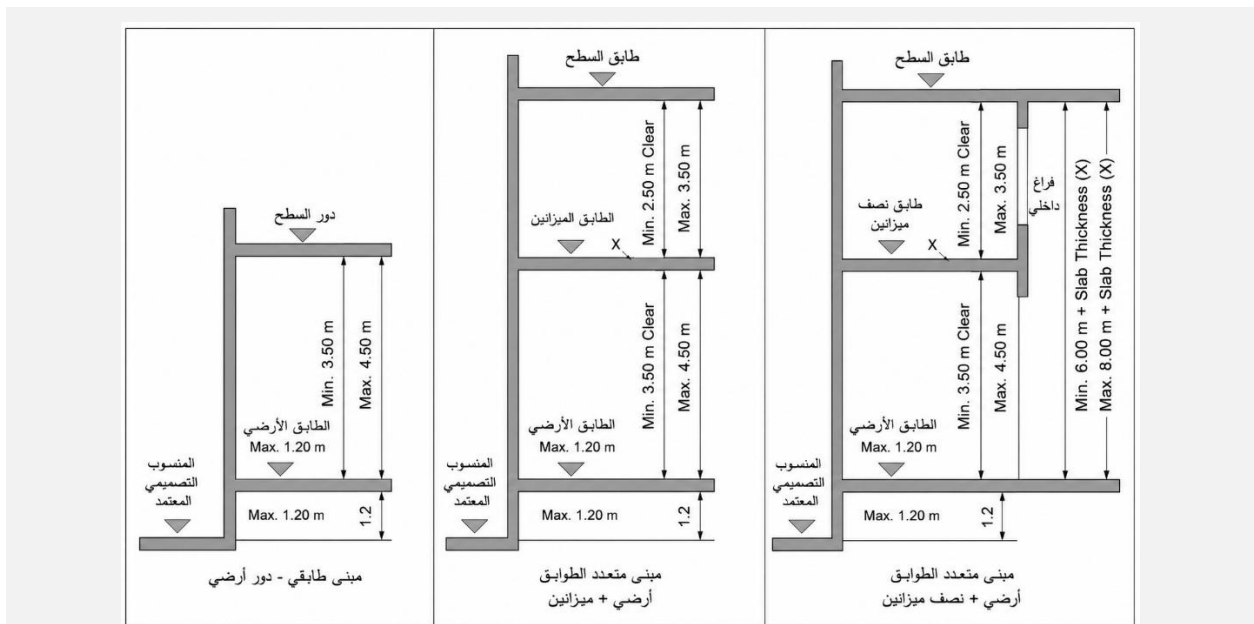 دور السطح
Min. 3.50 m
Max. 4.50 m
الطابق الأرضي
Max. 1.20 m
المنسوب
التصميمي
المعتمد
Max. 1.20 m
1.2
مبنى طابقي - دور أرضي
طابق السطح
Min. 2.50 m Clear
Max. 3.50 m
الطابق الميزانين
X
Min. 3.50 m Clear
Max. 4.50 m
الطابق الأرضي
Max. 1.20 m
المنسوب
التصميمي
المعتمد
Max. 1.20 m
1.2
مبنى متعدد الطوابق
أرضي + ميزانين
طابق السطح
Min. 2.50 m Clear
Max. 3.50 m
فراغ
داخلي
طابق نصف
ميزانين
X
Min. 3.50 m Clear
Max. 4.50 m
Min. 6.00 m + Slab Thickness (X)
Max. 8.00 m + Slab Thickness (X)
الطابق الأرضي
Max. 1.20 m
المنسوب
التصميمي
المعتمد
Max. 1.20 m
1.2
مبنى متعدد الطوابق
أرضي + نصف ميزانين